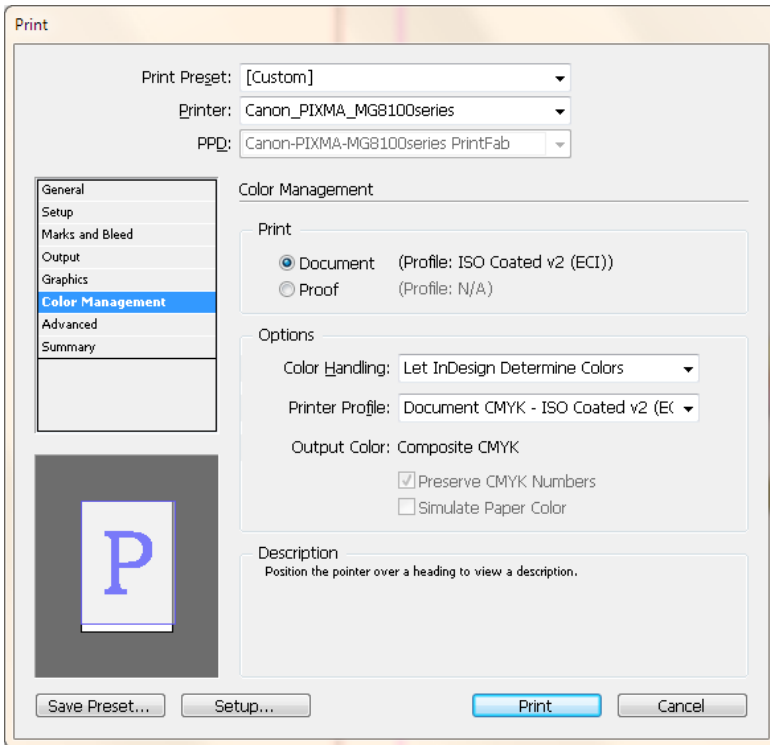 Print
Print Preset: [Custom]
Printer: Canon_PIXMA_MG8100series
PPD: Canon-PIXMA-MG8100series PrintFab
General
Setup
Marks and Bleed
Output
Graphics
Color Management
Advanced
Summary
Color Management
Print
Document (Profile: ISO Coated v2 (ECI))
Proof (Profile: N/A)
Options
Color Handling: Let InDesign Determine Colors
Printer Profile: Document CMYK - ISO Coated v2 (E(
Output Color: Composite CMYK
Preserve CMYK Numbers
Simulate Paper Color
Description
Position the pointer over a heading to view a description.
P
Save Preset... Setup... Print Cancel